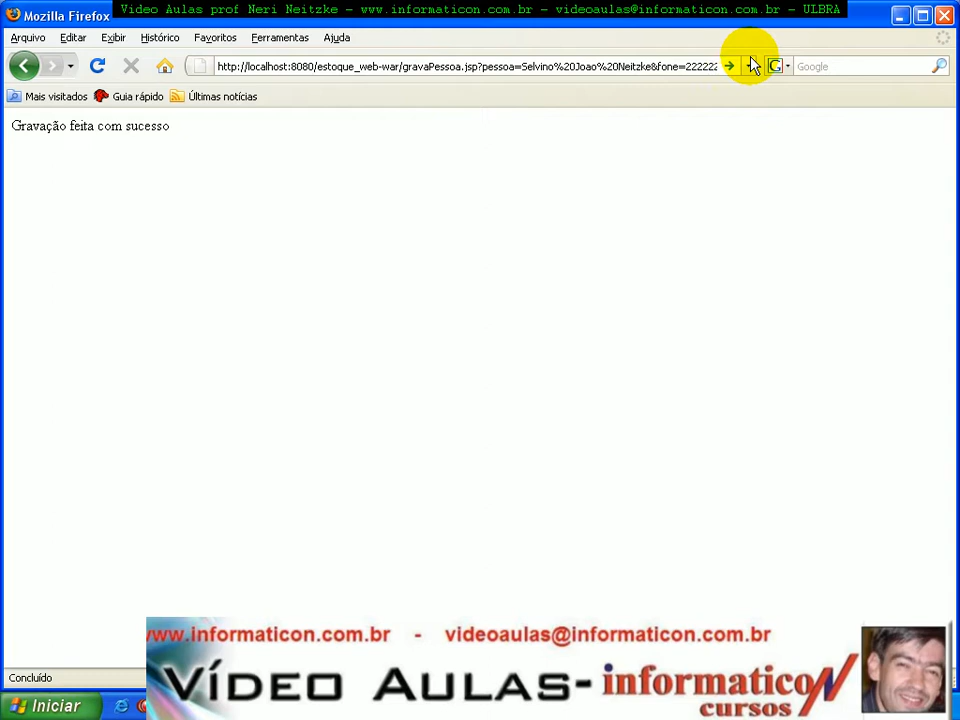 Mozilla Firefox
Video Aulas prof Neri Neitzke - www.informaticon.com.br - videoaulas@informaticon.com.br - ULBRA
Arquivo Editar Exibir Histórico Favoritos Ferramentas Ajuda
http://localhost:8080/estoque_web-war/gravaPessoa.jsp?pessoa=Selvino%20Joao%20Neitzke&fone=222222
G Google
Mais visitados Guia rápido Últimas notícias
Gravação feita com sucesso
www.informaticon.com.br - videoaulas@informaticon.com.br
Vídeo Aulas- informaticoN
cursos
Concluído
Iniciar